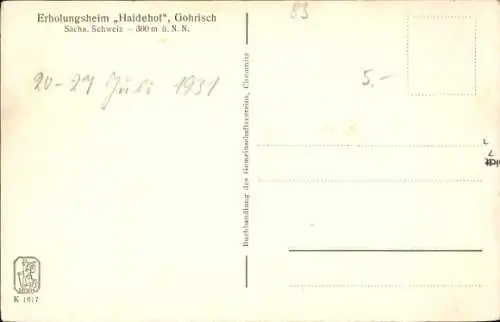 Erholungsheim „Haidehof", Gohrisch
Sächs. Schweiz — 300 m ü. N. N.
20-27 Juli 1931
83
5.-
Buchhandlung des Gemeinschaftsvereins, Chemnitz
K 1617